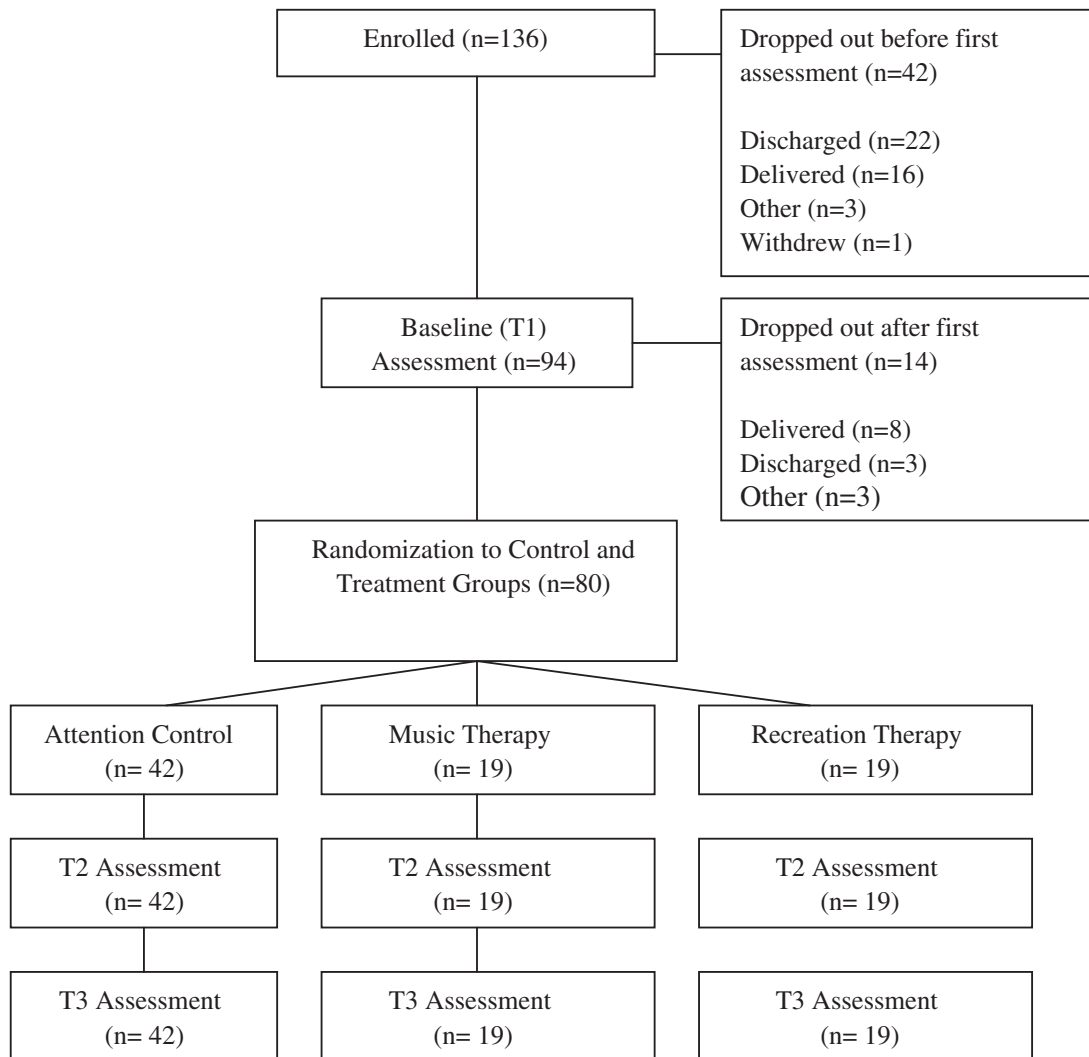 Enrolled (n=136)
Dropped out before first
assessment (n=42)
Discharged (n=22)
Delivered (n=16)
Other (n=3)
Withdrew (n=1)
Baseline (T1)
Assessment (n=94)
Dropped out after first
assessment (n=14)
Delivered (n=8)
Discharged (n=3)
Other (n=3)
Randomization to Control and
Treatment Groups (n=80)
Attention Control
(n= 42)
Music Therapy
(n= 19)
Recreation Therapy
(n= 19)
T2 Assessment
(n= 42)
T2 Assessment
(n= 19)
T2 Assessment
(n= 19)
T3 Assessment
(n= 42)
T3 Assessment
(n= 19)
T3 Assessment
(n= 19)